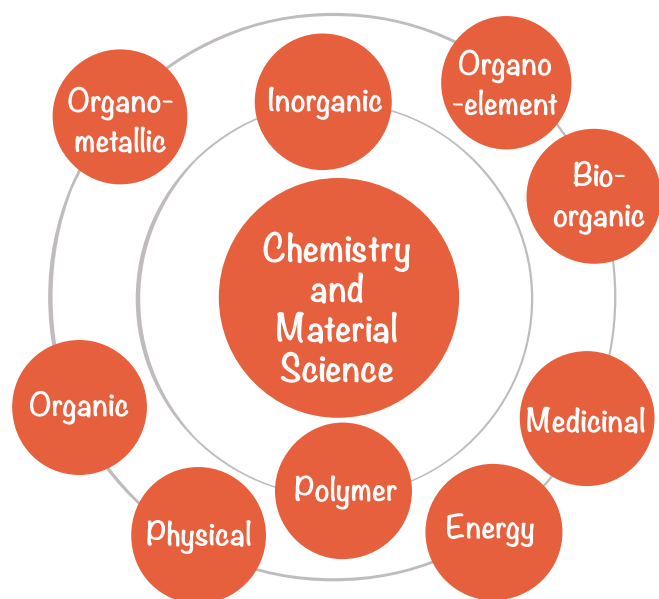 Organo-
metallic
Inorganic
Organo
-element
Bio-
organic
Chemistry
and
Material
Science
Organic
Medicinal
Polymer
Physical
Energy